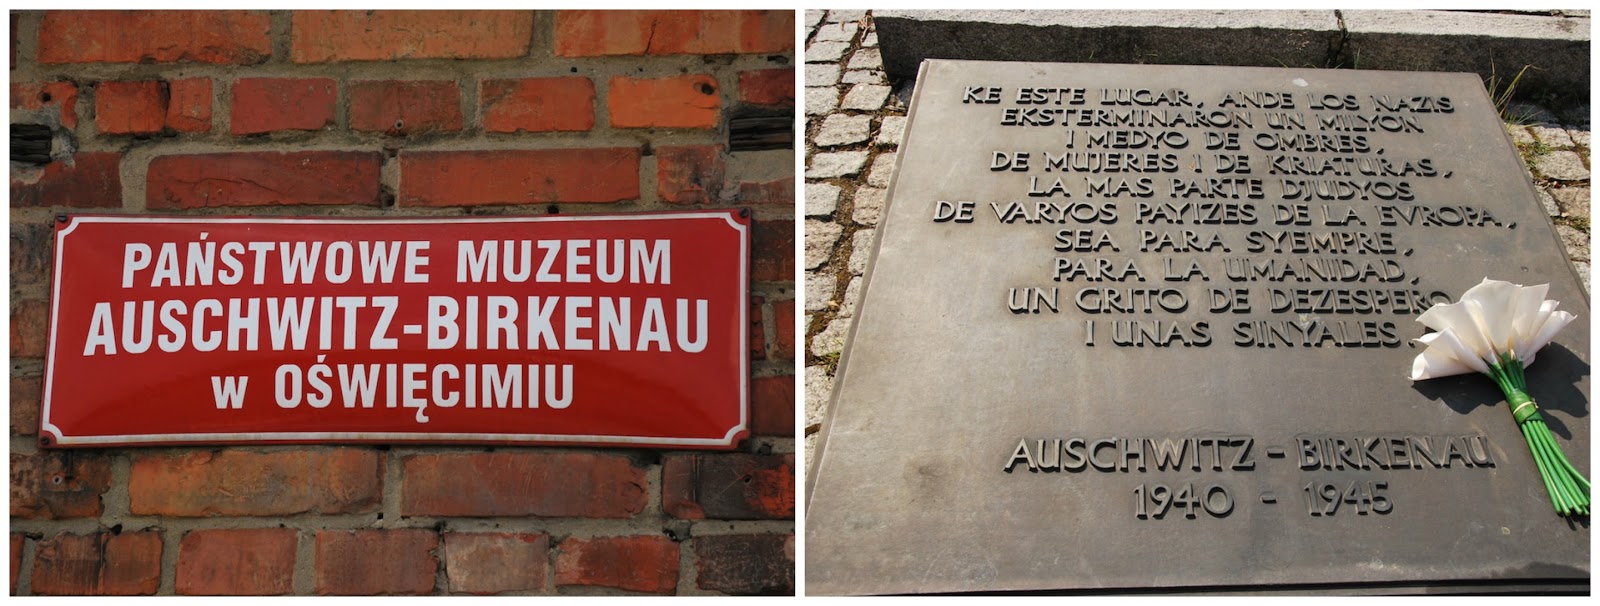 PAŃSTWOWE MUZEUM
AUSCHWITZ-BIRKENAU
w OŚWIĘCIMIU
KE ESTE LUGAR, ANDE LOS NAZIS
EKSTERMINARON UN MILYON
I MEDYO DE OMBRES,
DE MUJERES I DE KRIATURAS,
LA MAS PARTE DJUDYOS
DE VARYOS PAYIZES DE LA EVROPA,
SEA PARA SYEMPRE,
PARA LA UMANIDAD,
UN GRITO DE DEZESPERO
I UNAS SINYALES.
AUSCHWITZ - BIRKENAU
1940 - 1945